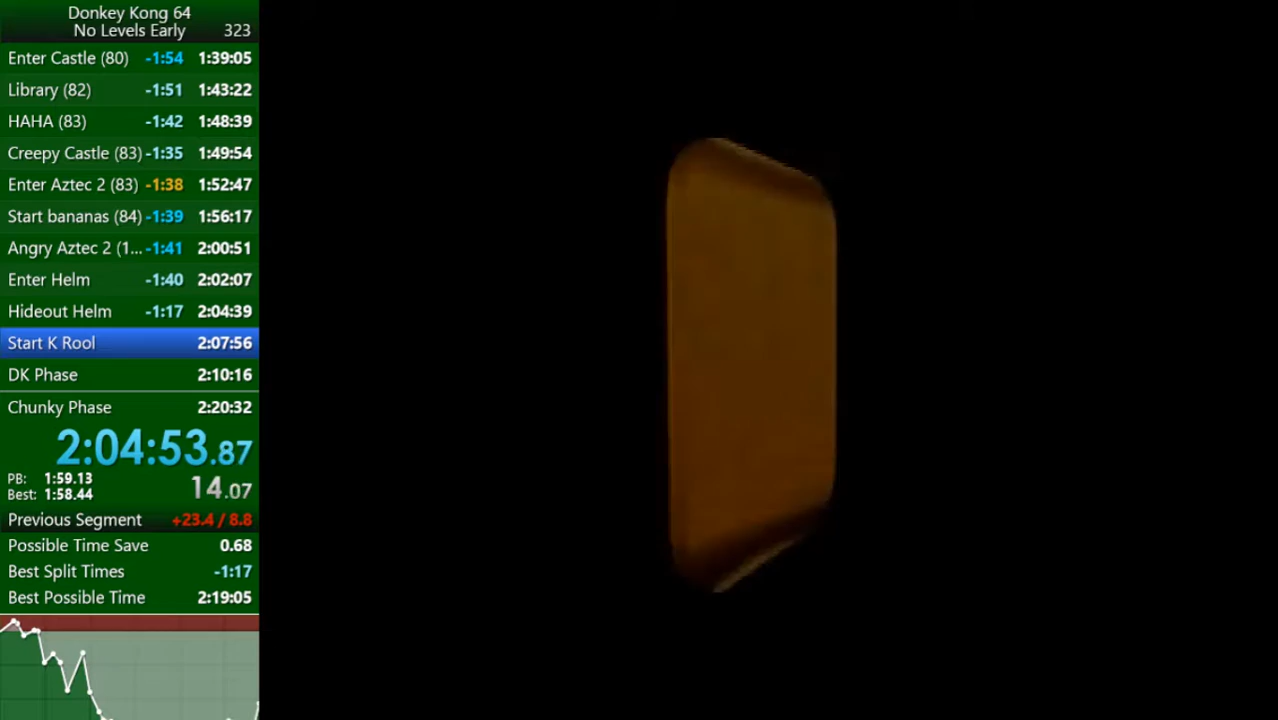 Donkey Kong 64
No Levels Early 323
Enter Castle (80) -1:54 1:39:05
Library (82) -1:51 1:43:22
HAHA (83) -1:42 1:48:39
Creepy Castle (83) -1:35 1:49:54
Enter Aztec 2 (83) -1:38 1:52:47
Start bananas (84) -1:39 1:56:17
Angry Aztec 2 (1... -1:41 2:00:51
Enter Helm -1:40 2:02:07
Hideout Helm -1:17 2:04:39
Start K Rool 2:07:56
DK Phase 2:10:16
Chunky Phase 2:20:32
2:04:53.87
PB: 1:59.13
Best: 1:58.44 14.07
Previous Segment +23.4 / 8.8
Possible Time Save 0.68
Best Split Times -1:17
Best Possible Time 2:19:05